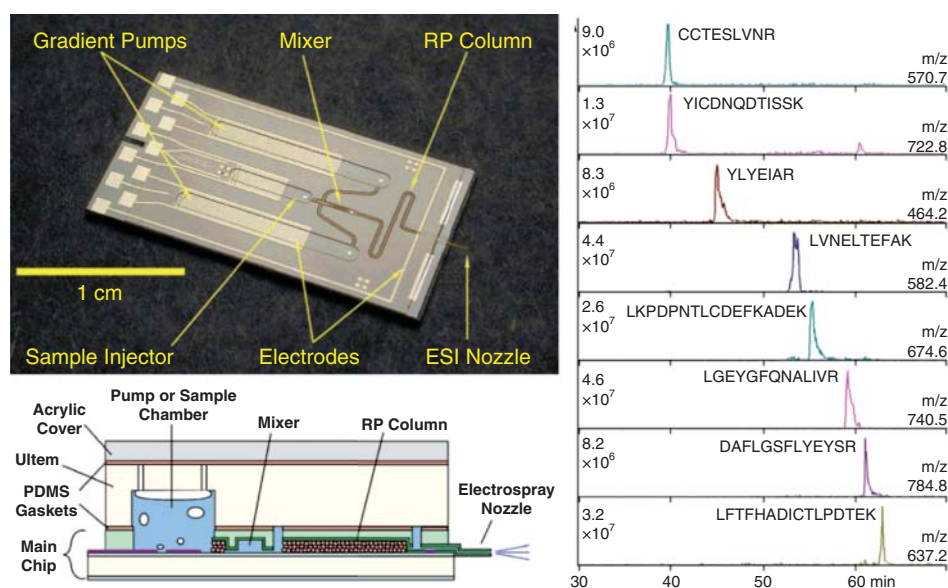 Gradient Pumps
Mixer
RP Column
1 cm
Sample Injector
Electrodes
ESI Nozzle
Pump or Sample
Chamber
Acrylic
Cover
Mixer
RP Column
Ultem
PDMS
Gaskets
Electrospray
Nozzle
Main
Chip
9.0
×10⁶
CCTESLVNR
m/z
570.7
1.3
×10⁷
YICDNQDTISSK
m/z
722.8
8.3
×10⁶
YLYEIAR
m/z
464.2
4.4
×10⁷
LVNELTEFAK
m/z
582.4
2.6
×10⁷
LKPDPNTLCDEFKADEK
m/z
674.6
4.6
×10⁷
LGEYGFQNALIVR
m/z
740.5
8.2
×10⁶
DAFLGSFLYEYSR
m/z
784.8
3.2
×10⁷
LFTFHADICTLPDTEK
m/z
637.2
30 40 50 60 min